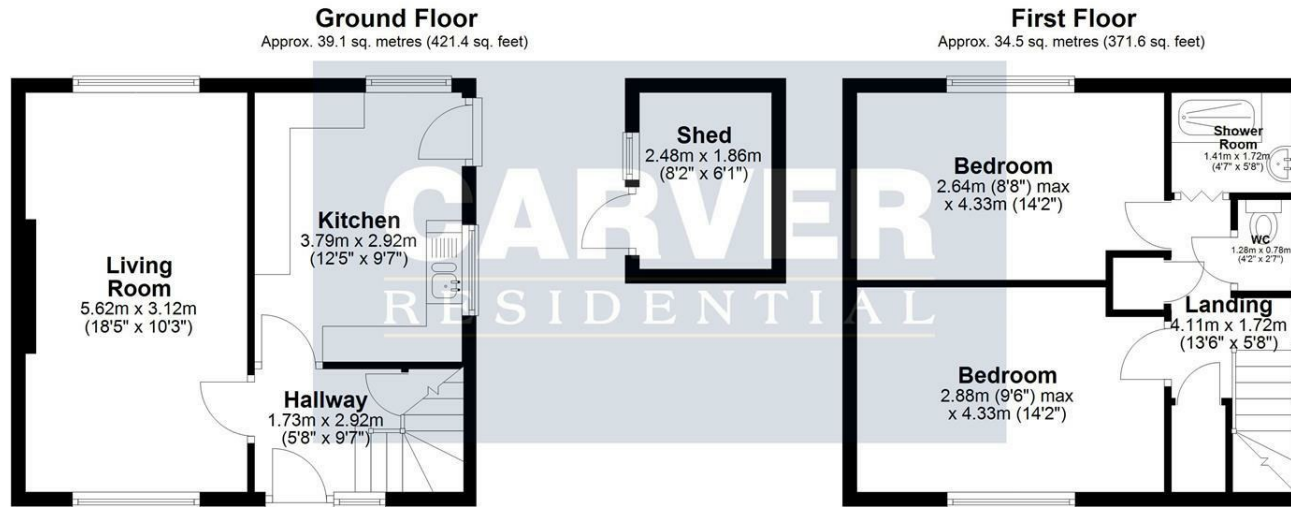 Ground Floor
Approx. 39.1 sq. metres (421.4 sq. feet)
First Floor
Approx. 34.5 sq. metres (371.6 sq. feet)
Living
Room
5.62m x 3.12m
(18'5" x 10'3")
Kitchen
3.79m x 2.92m
(12'5" x 9'7")
Hallway
1.73m x 2.92m
(5'8" x 9'7")
Shed
2.48m x 1.86m
(8'2" x 6'1")
CARVER
RESIDENTIAL
Bedroom
2.64m (8'8") max
x 4.33m (14'2")
Bedroom
2.88m (9'6") max
x 4.33m (14'2")
Shower
Room
1.41m x 1.72m
(4'7" x 5'8")
WC
1.28m x 0.78m
(4'2" x 2'7")
Landing
4.11m x 1.72m
(13'6" x 5'8")